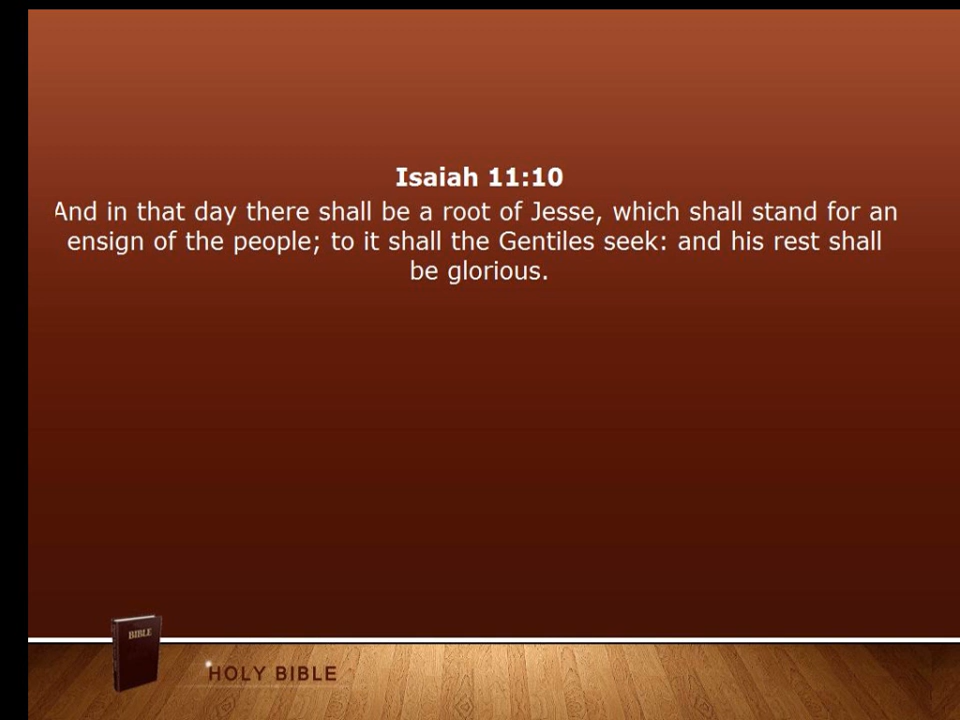 Isaiah 11:10
And in that day there shall be a root of Jesse, which shall stand for an
ensign of the people; to it shall the Gentiles seek: and his rest shall
be glorious.
BIBLE
HOLY BIBLE